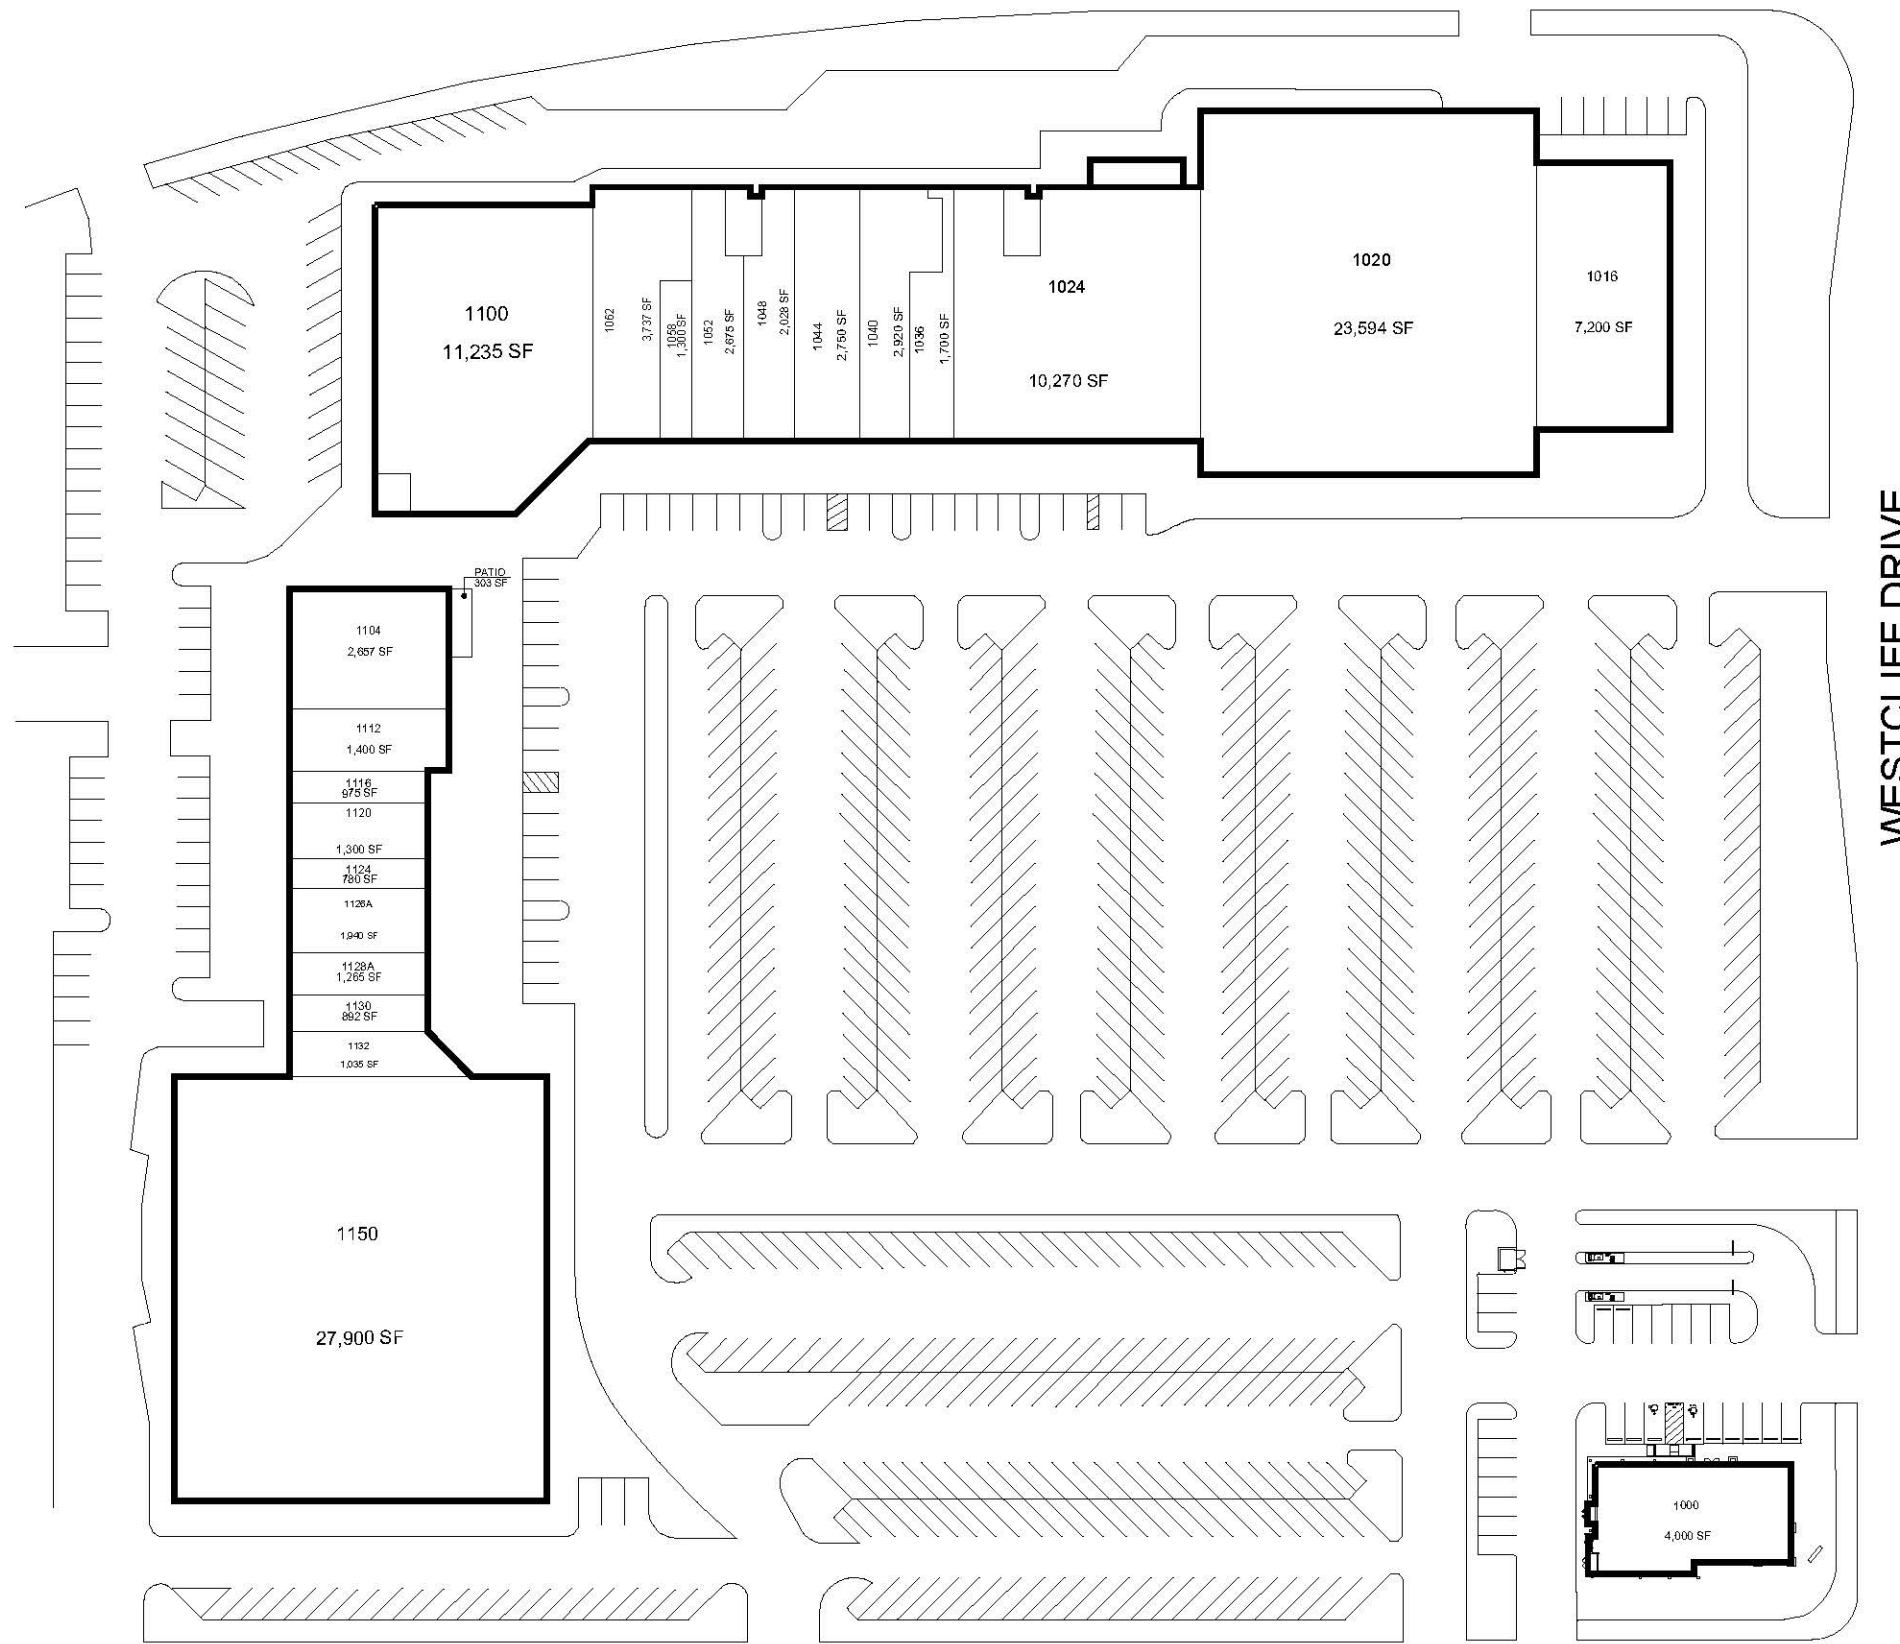 1020
23,594 SF
1016
7,200 SF
1024
10,270 SF
1100
11,235 SF
1062
3,737 SF
1058
1,300 SF
1052
2,675 SF
1048
2,028 SF
1044
2,750 SF
1040
2,920 SF
1036
1,700 SF
WESTCLIFF DRIVE
PATIO
303 SF
1104
2,657 SF
1112
1,400 SF
1116
975 SF
1120
1,300 SF
1124
780 SF
1126A
1,940 SF
1128A
1,265 SF
1130
892 SF
1132
1,035 SF
1150
27,900 SF
1000
4,000 SF